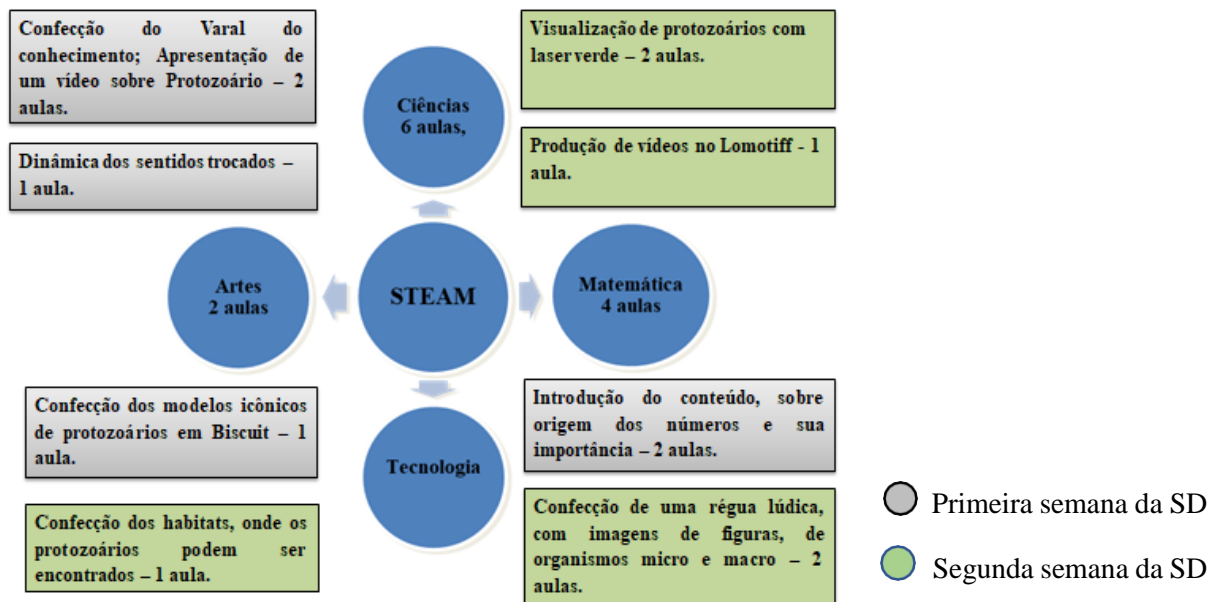 Confecção do Varal do
conhecimento; Apresentação de
um vídeo sobre Protozoário – 2
aulas.
Dinâmica dos sentidos trocados –
1 aula.
Ciências
6 aulas,
Visualização de protozoários com
laser verde – 2 aulas.
Produção de vídeos no Lomotiff - 1
aula.
Artes
2 aulas
STEAM
Matemática
4 aulas
Confecção dos modelos icônicos
de protozoários em Biscuit – 1
aula.
Confecção dos habitats, onde os
protozoários podem ser
encontrados – 1 aula.
Tecnologia
Introdução do conteúdo, sobre
origem dos números e sua
importância – 2 aulas.
Confecção de uma régua lúdica,
com imagens de figuras, de
organismos micro e macro – 2
aulas.
Primeira semana da SD
Segunda semana da SD